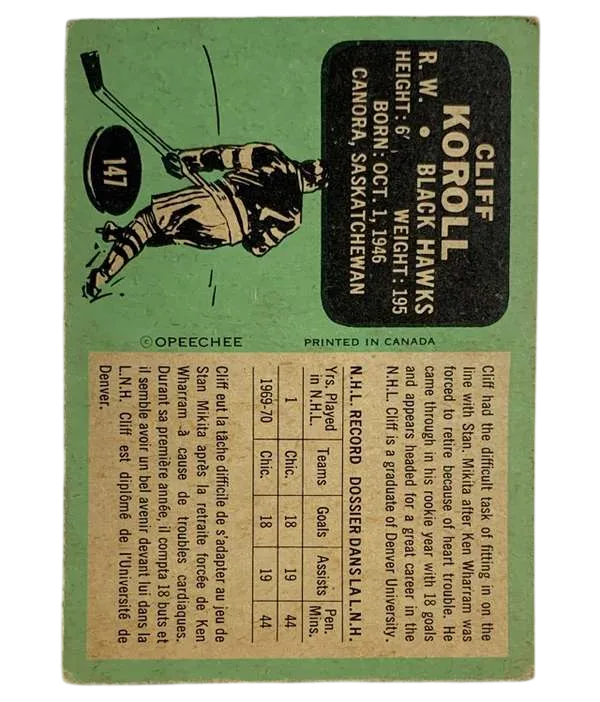 CLIFF
KOROLL
R. W. • BLACK HAWKS
HEIGHT: 6' WEIGHT: 195
BORN: OCT. 1, 1946
CANORA, SASKATCHEWAN
147
© OPEECHEE PRINTED IN CANADA
Cliff had the difficult task of fitting in on the
line with Stan. Mikita after Ken Wharram was
forced to retire because of heart trouble. He
came through in his rookie year with 18 goals
and appears headed for a great career in the
N.H.L. Cliff is a graduate of Denver University.
N.H.L. RECORD DOSSIER DANS LA L.N.H.
Yrs. Played in N.H.L. Teams Goals Assists Pen. Mins.
1 Chic. 18 19 44
1969-70 Chic. 18 19 44
Cliff eut la tâche difficile de s'adapter au jeu de
Stan Mikita après la retraite forcée de Ken
Wharram à cause de troubles cardiaques.
Durant sa première année, il compta 18 buts et
il semble avoir un bel avenir devant lui dans la
L.N.H. Cliff est diplômé de l'Université de
Denver.